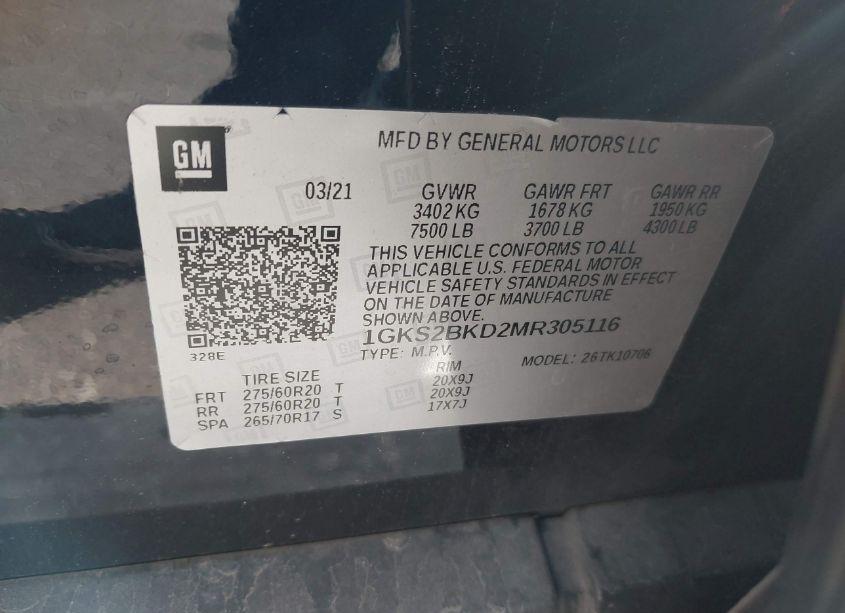 GM
MFD BY GENERAL MOTORS LLC
03/21 GVWR GAWR FRT GAWR RR
3402 KG 1678 KG 1950 KG
7500 LB 3700 LB 4300 LB
THIS VEHICLE CONFORMS TO ALL
APPLICABLE U.S. FEDERAL MOTOR
VEHICLE SAFETY STANDARDS IN EFFECT
ON THE DATE OF MANUFACTURE
SHOWN ABOVE.
1GKS2BKD2MR305116
328E
TYPE: M.P.V. MODEL: 26TK10706
TIRE SIZE RIM
FRT 275/60R20 T 20X9J
RR 275/60R20 T 20X9J
SPA 265/70R17 S 17X7J